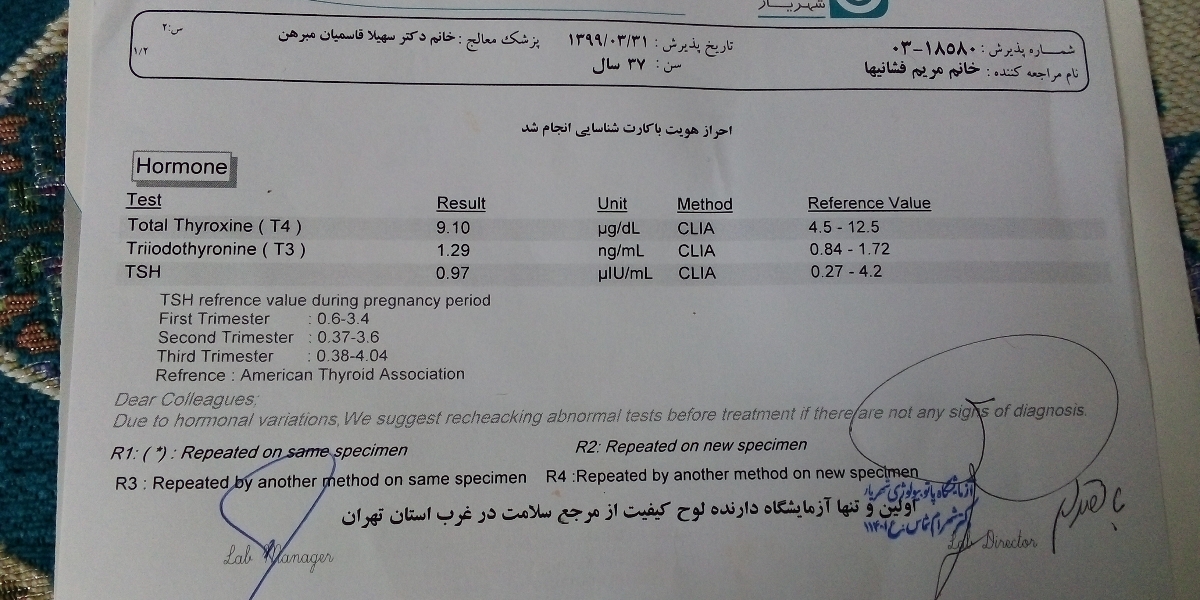 شهریار
شماره پذیرش : ۱۸۵۸۰-۰۳
تاریخ پذیرش : ۱۳۹۹/۰۳/۳۱
پزشک معالج : خانم دکتر سهیلا قاسمیان میرهن
ص:۲
نام مراجعه کننده : خانم مریم فشانیها
سن : ۳۷ سال
۱/۲
احراز هویت باکارت شناسایی انجام شد
Hormone
Test Result Unit Method Reference Value
Total Thyroxine ( T4 ) 9.10 µg/dL CLIA 4.5 - 12.5
Triiodothyronine ( T3 ) 1.29 ng/mL CLIA 0.84 - 1.72
TSH 0.97 µIU/mL CLIA 0.27 - 4.2
TSH refrence value during pregnancy period
First Trimester : 0.6-3.4
Second Trimester : 0.37-3.6
Third Trimester : 0.38-4.04
Refrence : American Thyroid Association
Dear Colleagues;
Due to hormonal variations, We suggest recheacking abnormal tests before treatment if there are not any signs of diagnosis.
R1: ( *) : Repeated on same specimen R2: Repeated on new specimen
R3 : Repeated by another method on same specimen R4 :Repeated by another method on new specimen
آزمایشگاه پاتوبیولوژی شهریار
اولین و تنها آزمایشگاه دارنده لوح کیفیت از مرجع سلامت در غرب استان تهران
Lab Manager Lab Director